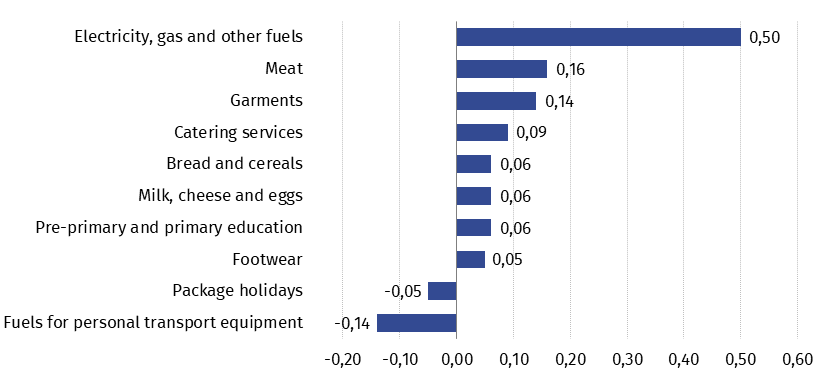 Electricity, gas and other fuels 0,50
Meat 0,16
Garments 0,14
Catering services 0,09
Bread and cereals 0,06
Milk, cheese and eggs 0,06
Pre-primary and primary education 0,06
Footwear 0,05
Package holidays -0,05
Fuels for personal transport equipment -0,14
-0,20 -0,10 0,00 0,10 0,20 0,30 0,40 0,50 0,60